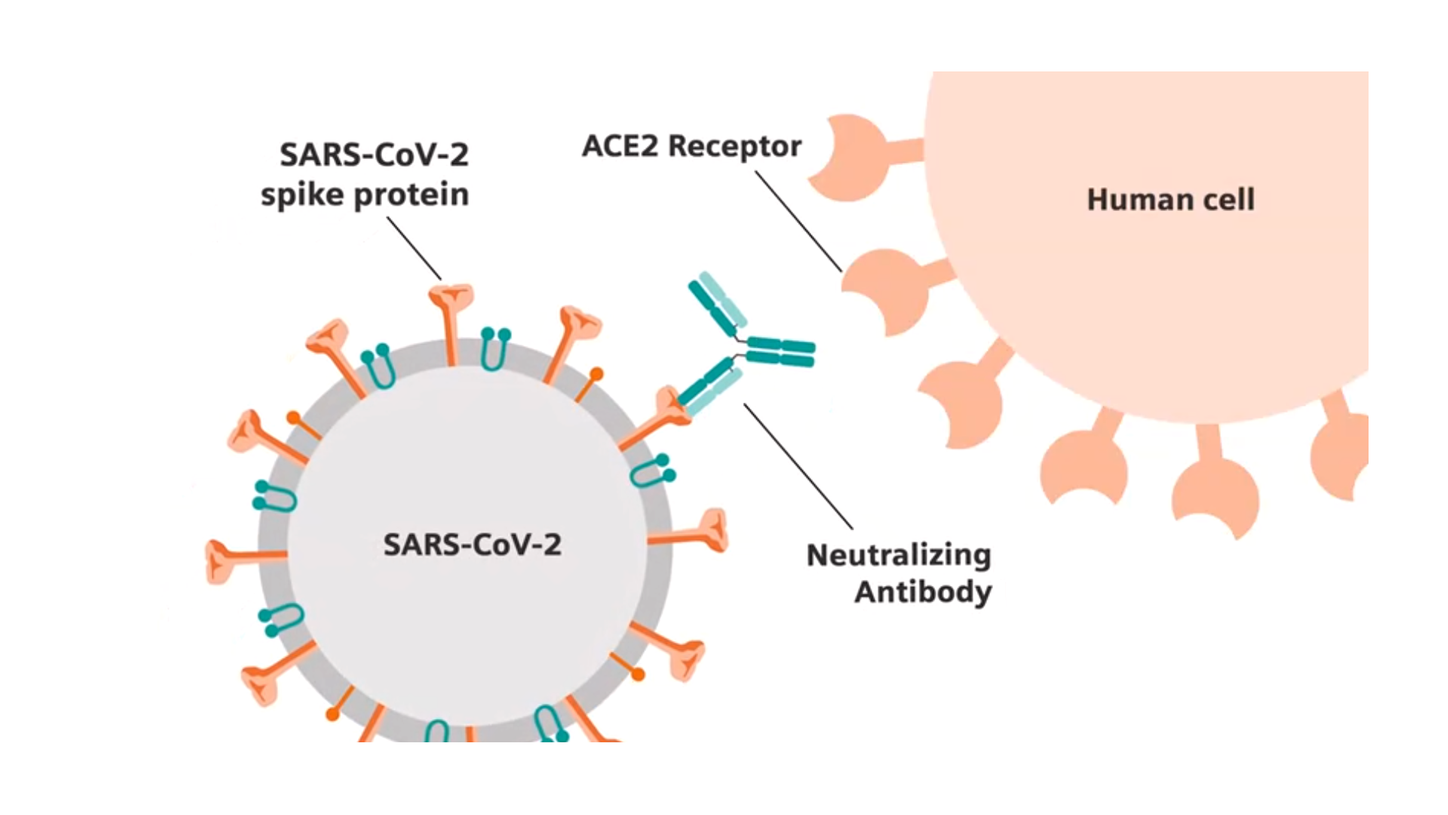 SARS-CoV-2
spike protein
ACE2 Receptor
Human cell
SARS-CoV-2
Neutralizing
Antibody